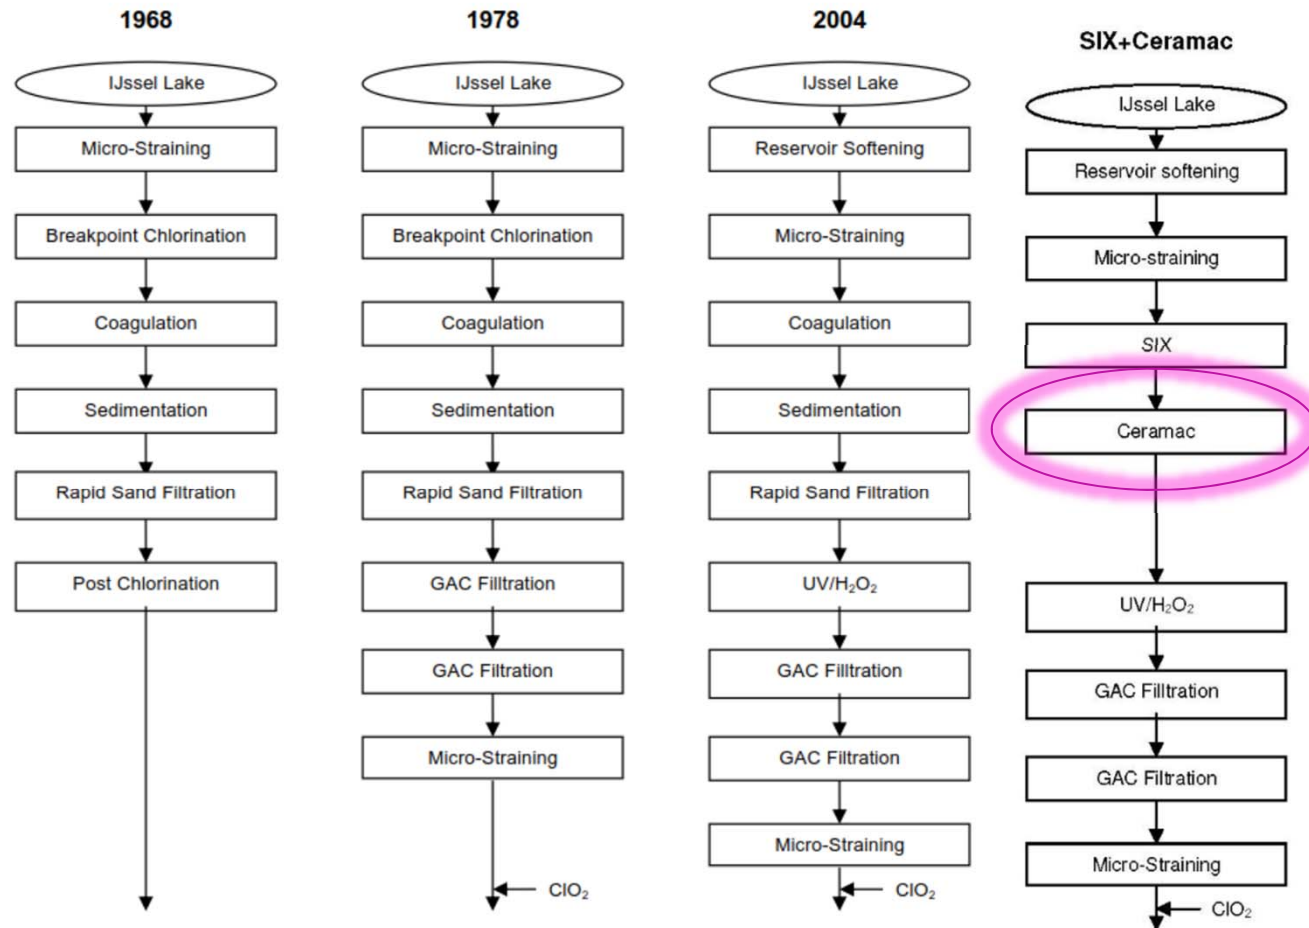 1968
IJssel Lake
Micro-Straining
Breakpoint Chlorination
Coagulation
Sedimentation
Rapid Sand Filtration
Post Chlorination
1978
IJssel Lake
Micro-Straining
Breakpoint Chlorination
Coagulation
Sedimentation
Rapid Sand Filtration
GAC Filltration
GAC Filtration
Micro-Straining
ClO₂
2004
IJssel Lake
Reservoir Softening
Micro-Straining
Coagulation
Sedimentation
Rapid Sand Filtration
UV/H₂O₂
GAC Filltration
GAC Filtration
Micro-Straining
ClO₂
SIX+Ceramac
IJssel Lake
Reservoir softening
Micro-straining
SIX
Ceramac
UV/H₂O₂
GAC Filltration
GAC Filtration
Micro-Straining
ClO₂